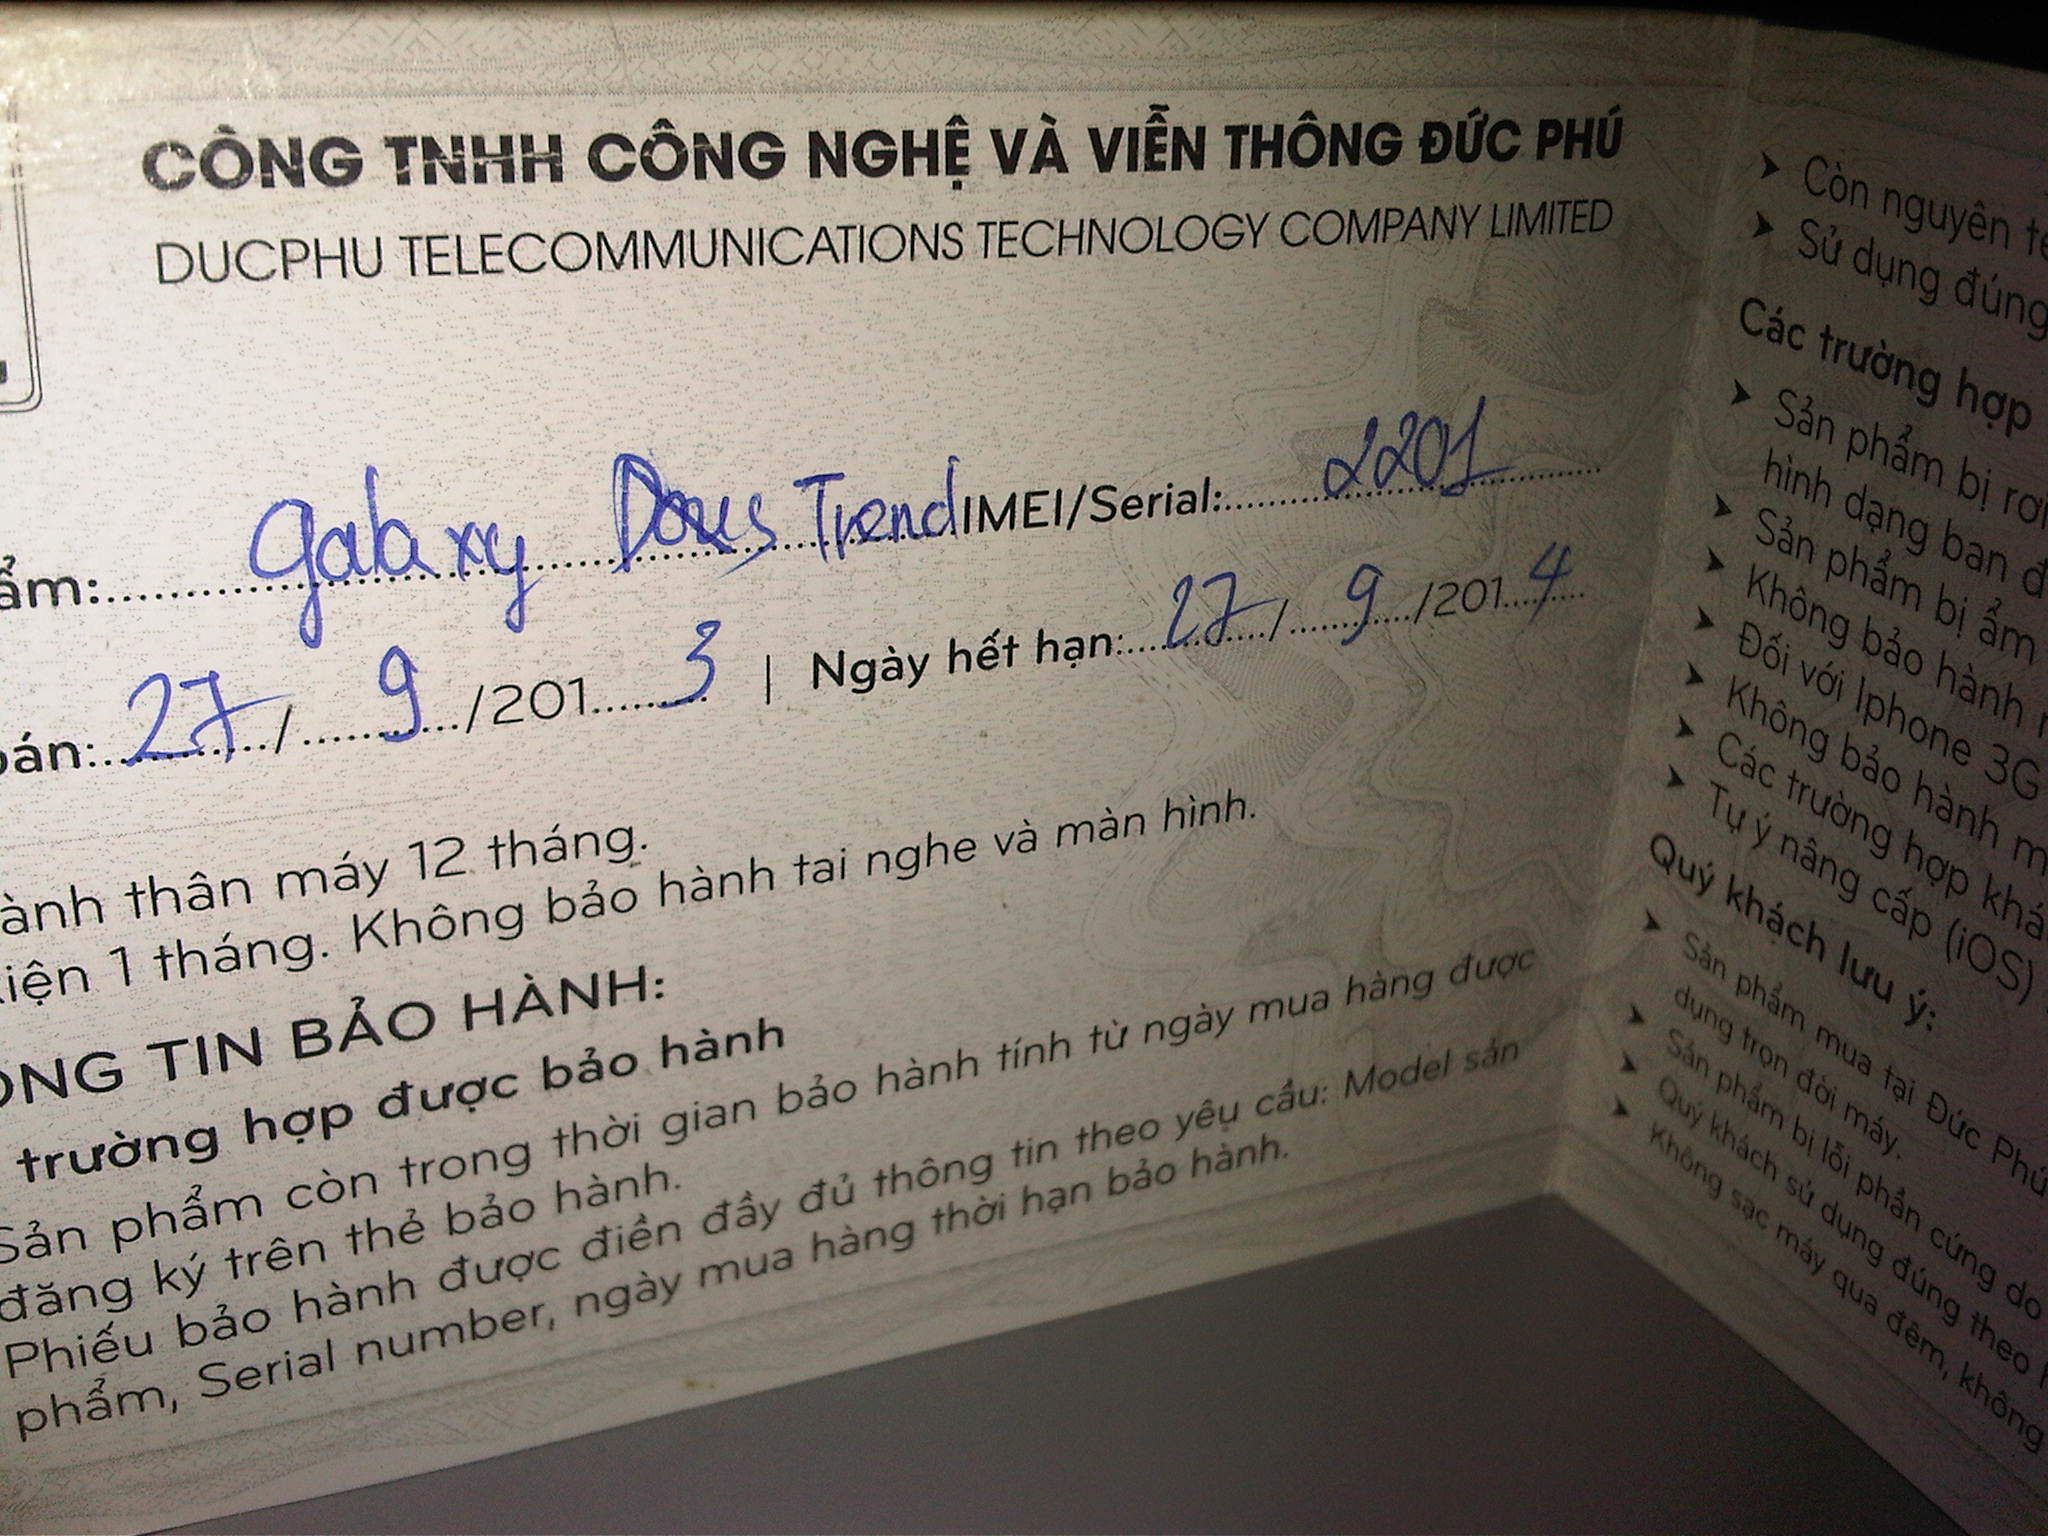 CÔNG TNHH CÔNG NGHỆ VÀ VIỄN THÔNG ĐỨC PHÚ
DUCPHU TELECOMMUNICATIONS TECHNOLOGY COMPANY LIMITED
ẩm: Galaxy Trend IMEI/Serial: 2201
bán: 27 / 9 /201 3 | Ngày hết hạn: 27 / 9 /201 4
ành thân máy 12 tháng.
iện 1 tháng. Không bảo hành tai nghe và màn hình.
ÔNG TIN BẢO HÀNH:
trường hợp được bảo hành
Sản phẩm còn trong thời gian bảo hành tính từ ngày mua hàng được
đăng ký trên thẻ bảo hành.
Phiếu bảo hành được điền đầy đủ thông tin theo yêu cầu: Model sản
phẩm, Serial number, ngày mua hàng thời hạn bảo hành.
➤ Còn nguyên
➤ Sử dụng đúng
Các trường hợp
➤ Sản phẩm bị rơi
hình dạng ban
➤ Sản phẩm bị ẩm
➤ Không bảo hành
➤ Đối với Iphone 3G
➤ Không bảo hành
➤ Các trường hợp
➤ Tự ý nâng cấp (iOS)
Quý khách lưu ý:
➤ Sản phẩm mua tại Đức Phú
dụng trọn đời máy.
➤ Sản phẩm bị lỗi phần cứng do
➤ Quý khách sử dụng đúng theo
➤ Không sạc máy qua đêm, không